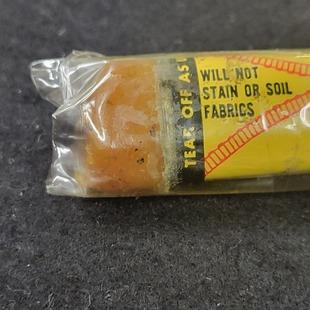 WILL NOT
STAIN OR SOIL
FABRICS
TEAR OFF AS